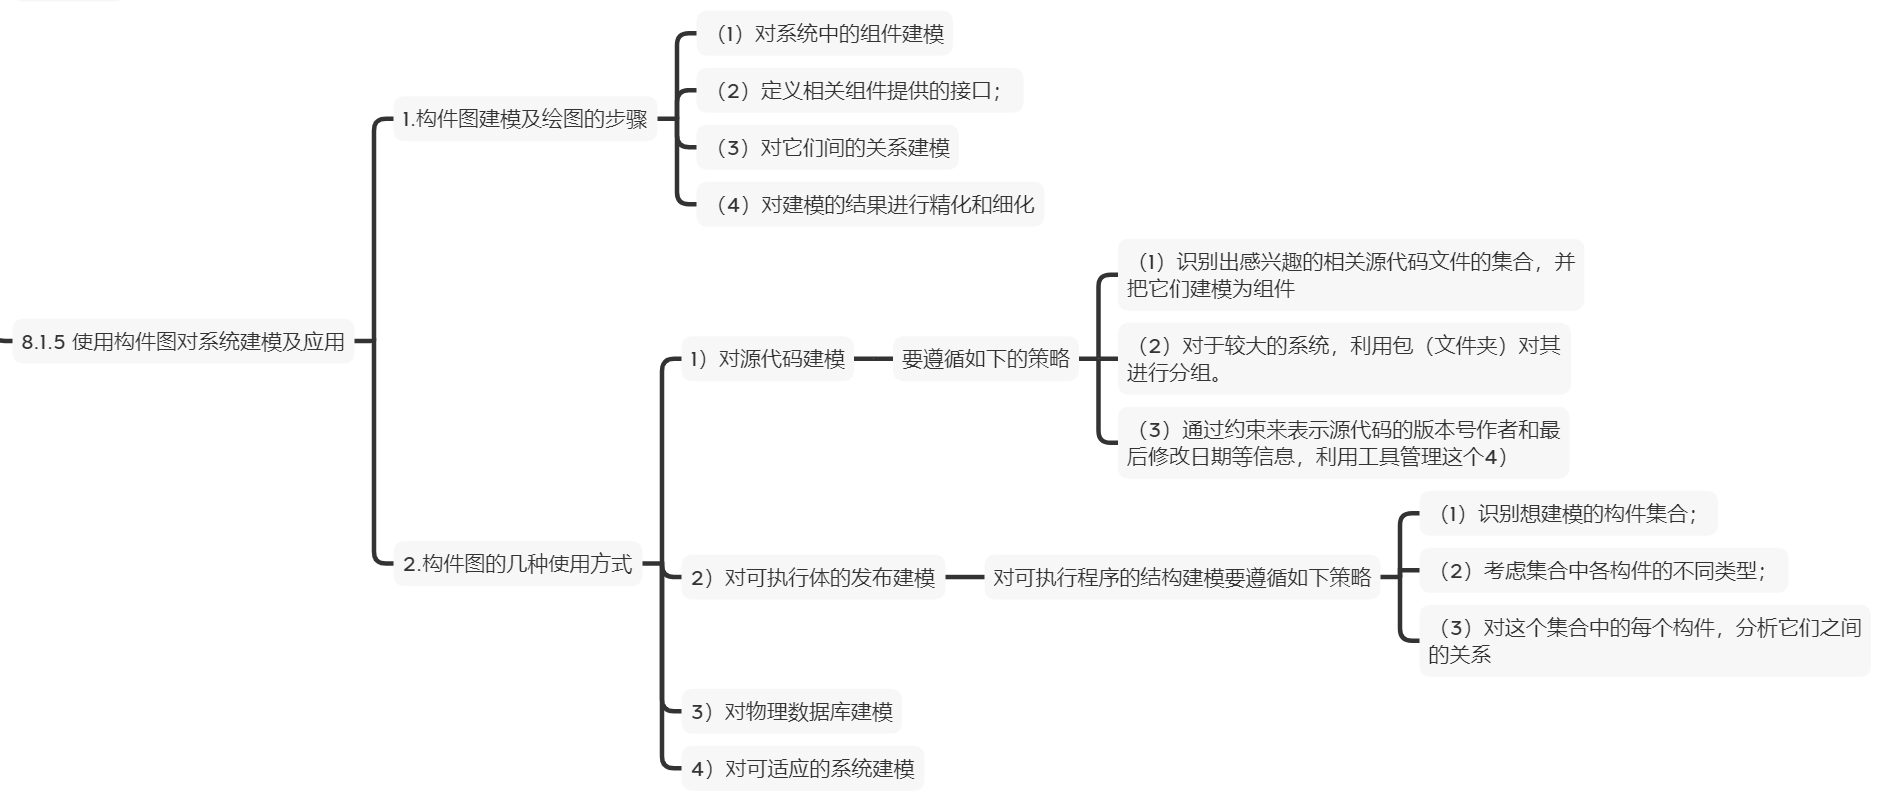 8.1.5 使用构件图对系统建模及应用
1.构件图建模及绘图的步骤
（1）对系统中的组件建模
（2）定义相关组件提供的接口；
（3）对它们间的关系建模
（4）对建模的结果进行精化和细化
2.构件图的几种使用方式
1）对源代码建模
要遵循如下的策略
（1）识别出感兴趣的相关源代码文件的集合，并
把它们建模为组件
（2）对于较大的系统，利用包（文件夹）对其
进行分组。
（3）通过约束来表示源代码的版本号作者和最
后修改日期等信息，利用工具管理这个4）
2）对可执行体的发布建模
对可执行程序的结构建模要遵循如下策略
（1）识别想建模的构件集合；
（2）考虑集合中各构件的不同类型；
（3）对这个集合中的每个构件，分析它们之间
的关系
3）对物理数据库建模
4）对可适应的系统建模